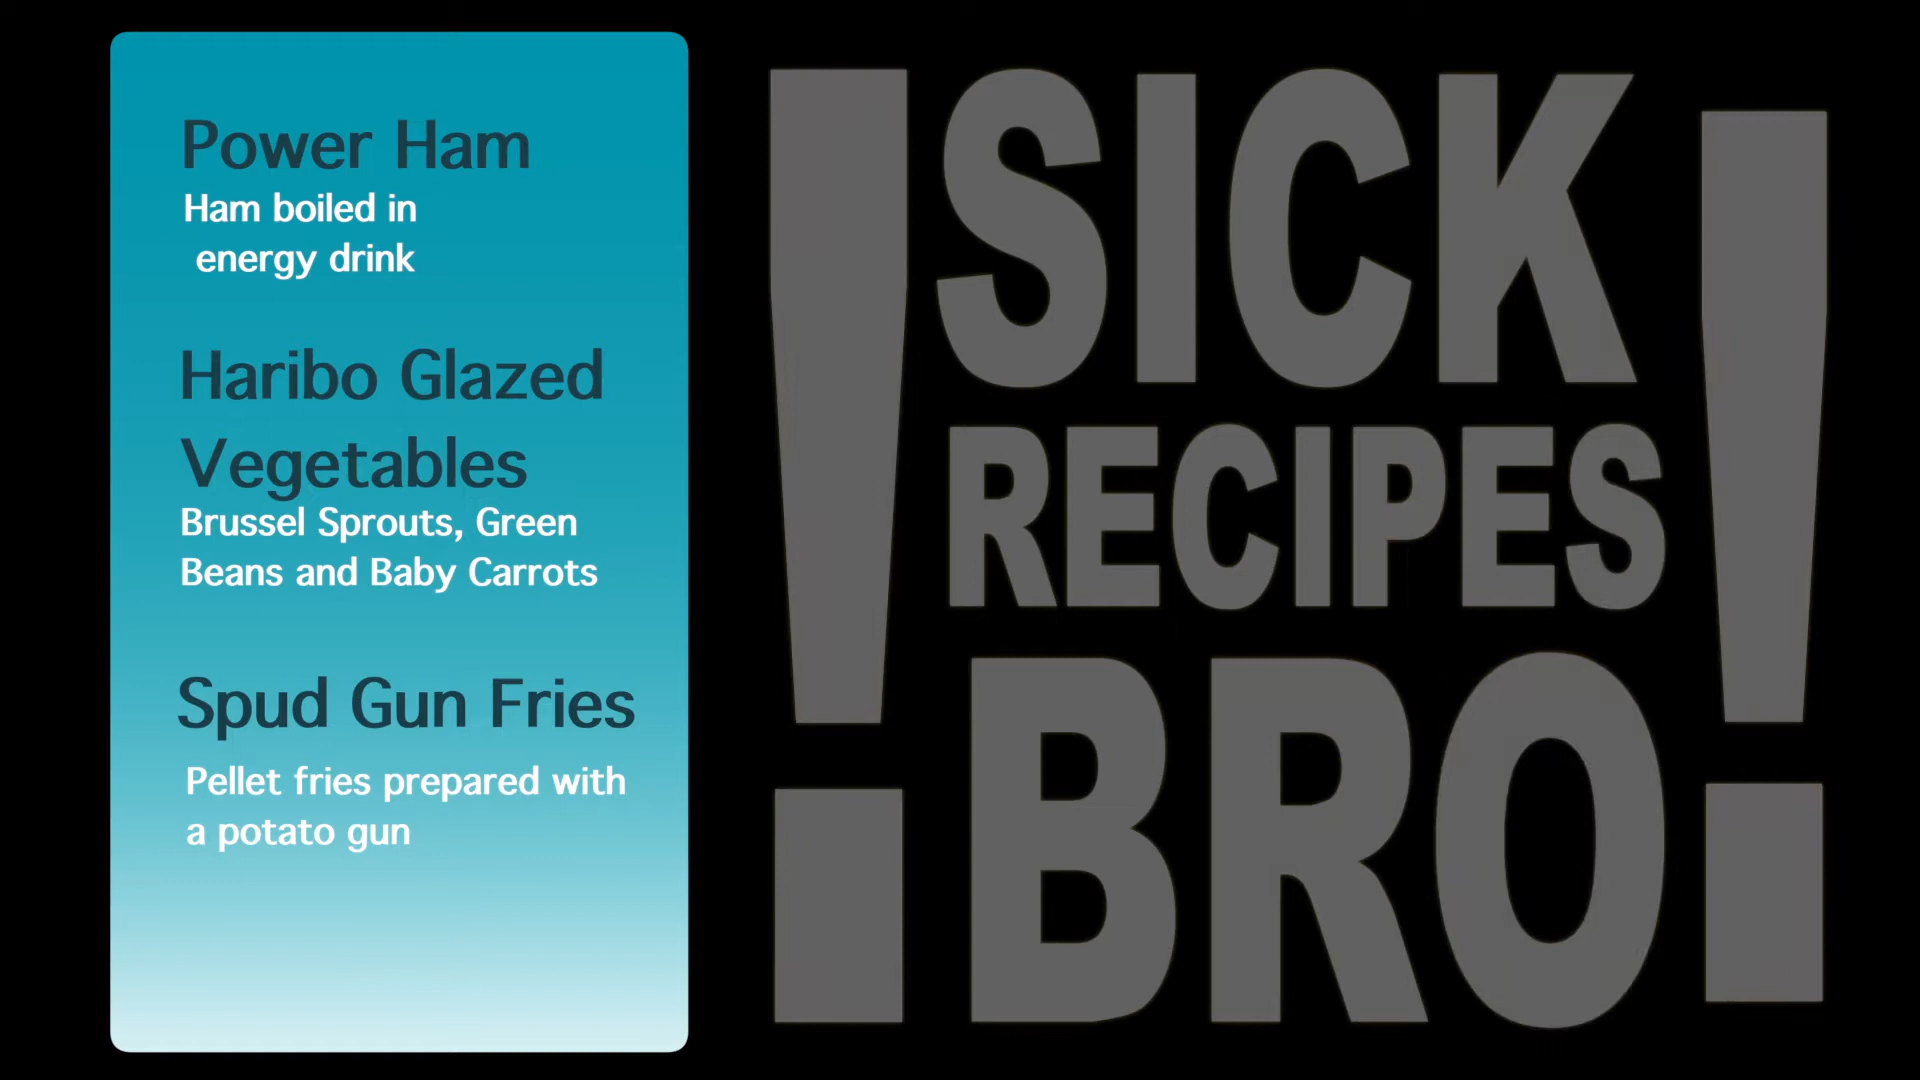 Power Ham
Ham boiled in
energy drink
Haribo Glazed
Vegetables
Brussel Sprouts, Green
Beans and Baby Carrots
Spud Gun Fries
Pellet fries prepared with
a potato gun
! SICK !
RECIPES
BRO